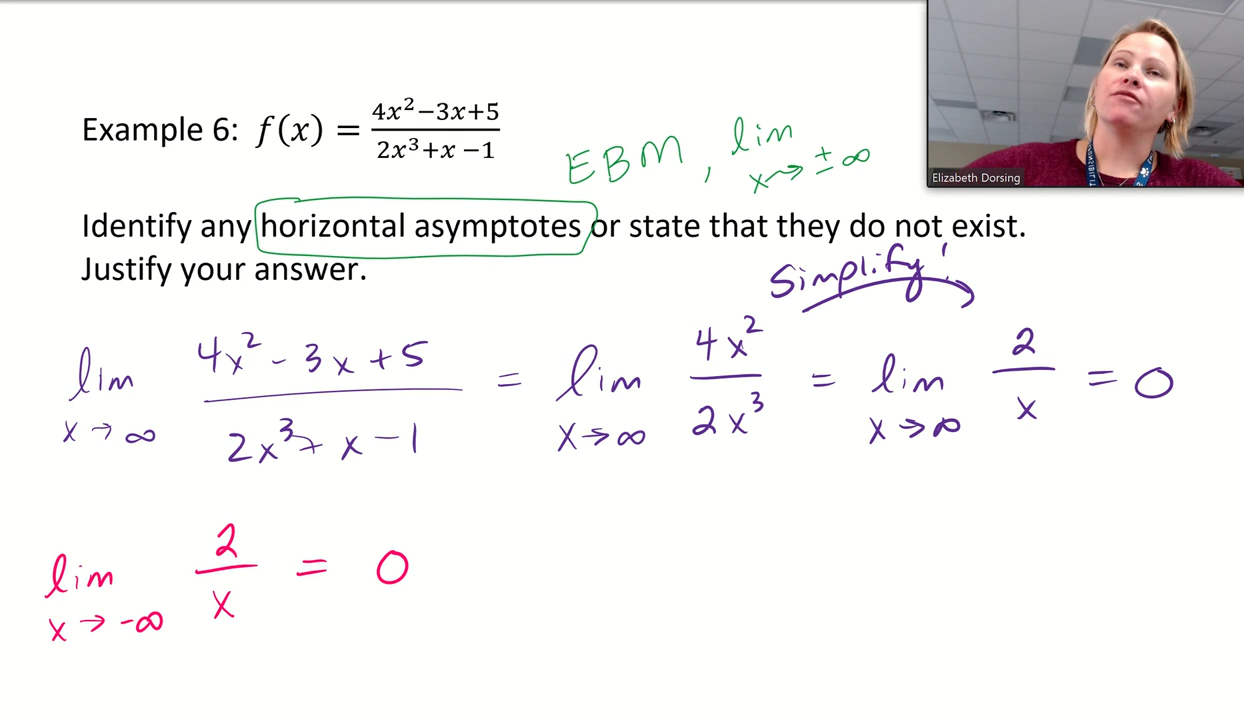 Example 6: f(x) = (4x²−3x+5)/(2x³+x −1)
EBM, lim x→±∞
Elizabeth Dorsing
Identify any horizontal asymptotes or state that they do not exist.
Justify your answer.
Simplify!
lim x→∞ (4x² - 3x + 5)/(2x³ + x - 1) = lim x→∞ 4x²/2x³ = lim x→∞ 2/x = 0
lim x→-∞ 2/x = 0